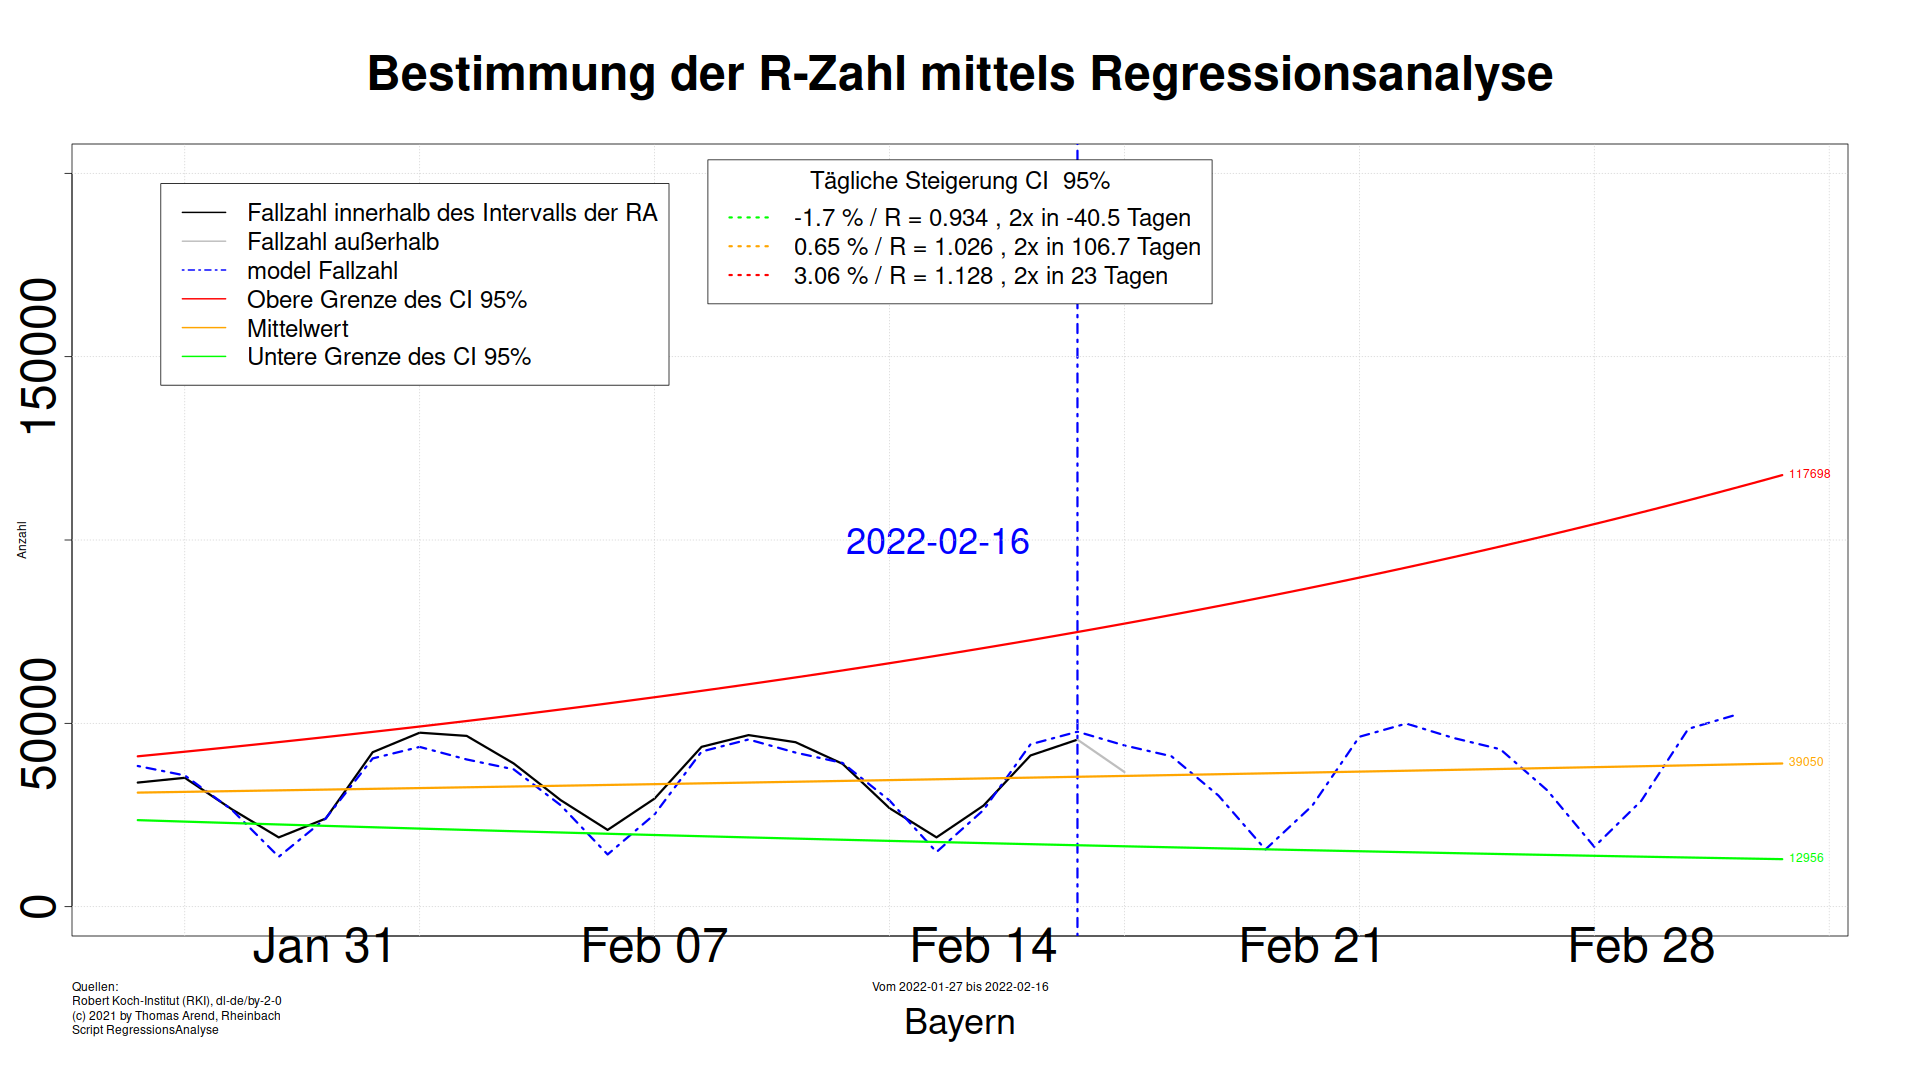 Bestimmung der R-Zahl mittels Regressionsanalyse
Tägliche Steigerung CI  95%
-1.7 % / R = 0.934 , 2x in -40.5 Tagen
0.65 % / R = 1.026 , 2x in 106.7 Tagen
3.06 % / R = 1.128 , 2x in 23 Tagen
Fallzahl innerhalb des Intervalls der RA
Fallzahl außerhalb
model Fallzahl
Obere Grenze des CI 95%
Mittelwert
Untere Grenze des CI 95%
150000
50000
0
Anzahl
2022-02-16
117698
39050
12956
Jan 31
Feb 07
Feb 14
Feb 21
Feb 28
Quellen:
Robert Koch-Institut (RKI), dl-de/by-2-0
(c) 2021 by Thomas Arend, Rheinbach
Script RegressionsAnalyse
Vom 2022-01-27 bis 2022-02-16
Bayern